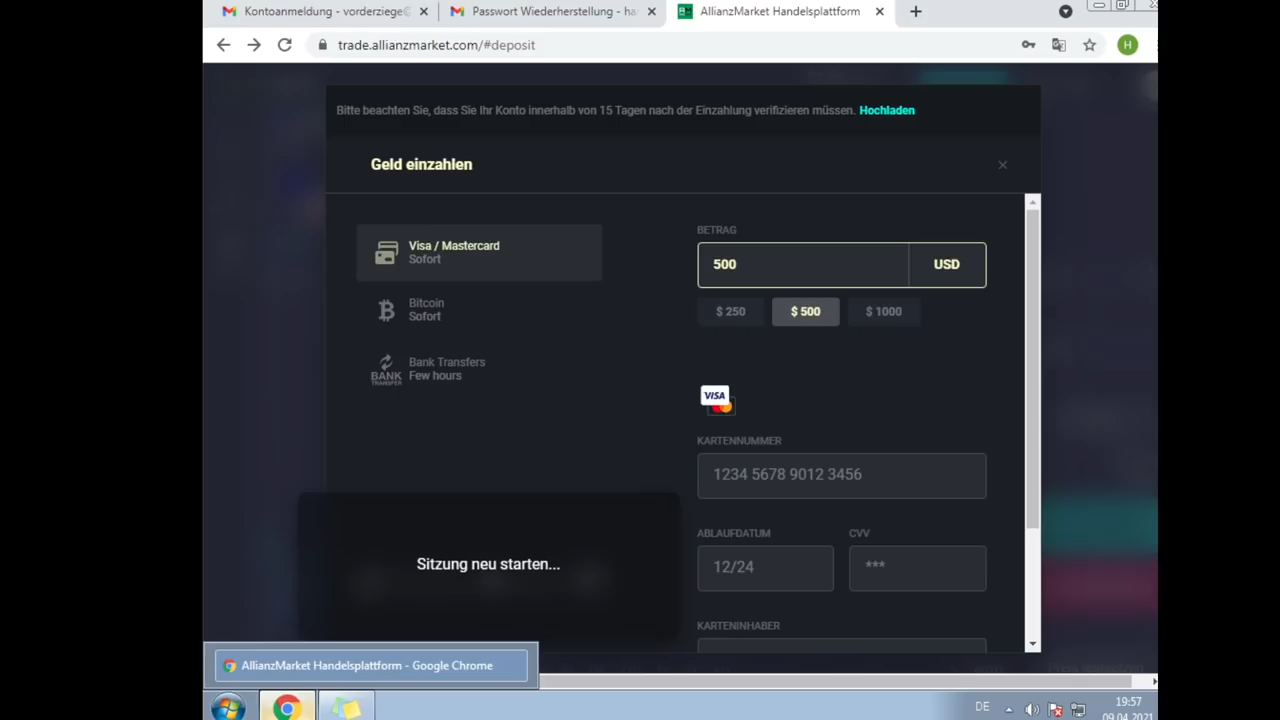 Kontoanmeldung - vorderziege@
Passwort Wiederherstellung - ha
AllianzMarket Handelsplattform
trade.allianzmarket.com/#deposit
H
Bitte beachten Sie, dass Sie Ihr Konto innerhalb von 15 Tagen nach der Einzahlung verifizieren müssen. Hochladen
Geld einzahlen
Visa / Mastercard
Sofort
Bitcoin
Sofort
BANK
TRANSFER
Bank Transfers
Few hours
BETRAG
500 USD
$ 250 $ 500 $ 1000
VISA
KARTENNUMMER
1234 5678 9012 3456
ABLAUFDATUM CVV
12/24 ***
KARTENINHABER
Sitzung neu starten...
AllianzMarket Handelsplattform - Google Chrome
DE
19:57
09.04.2021